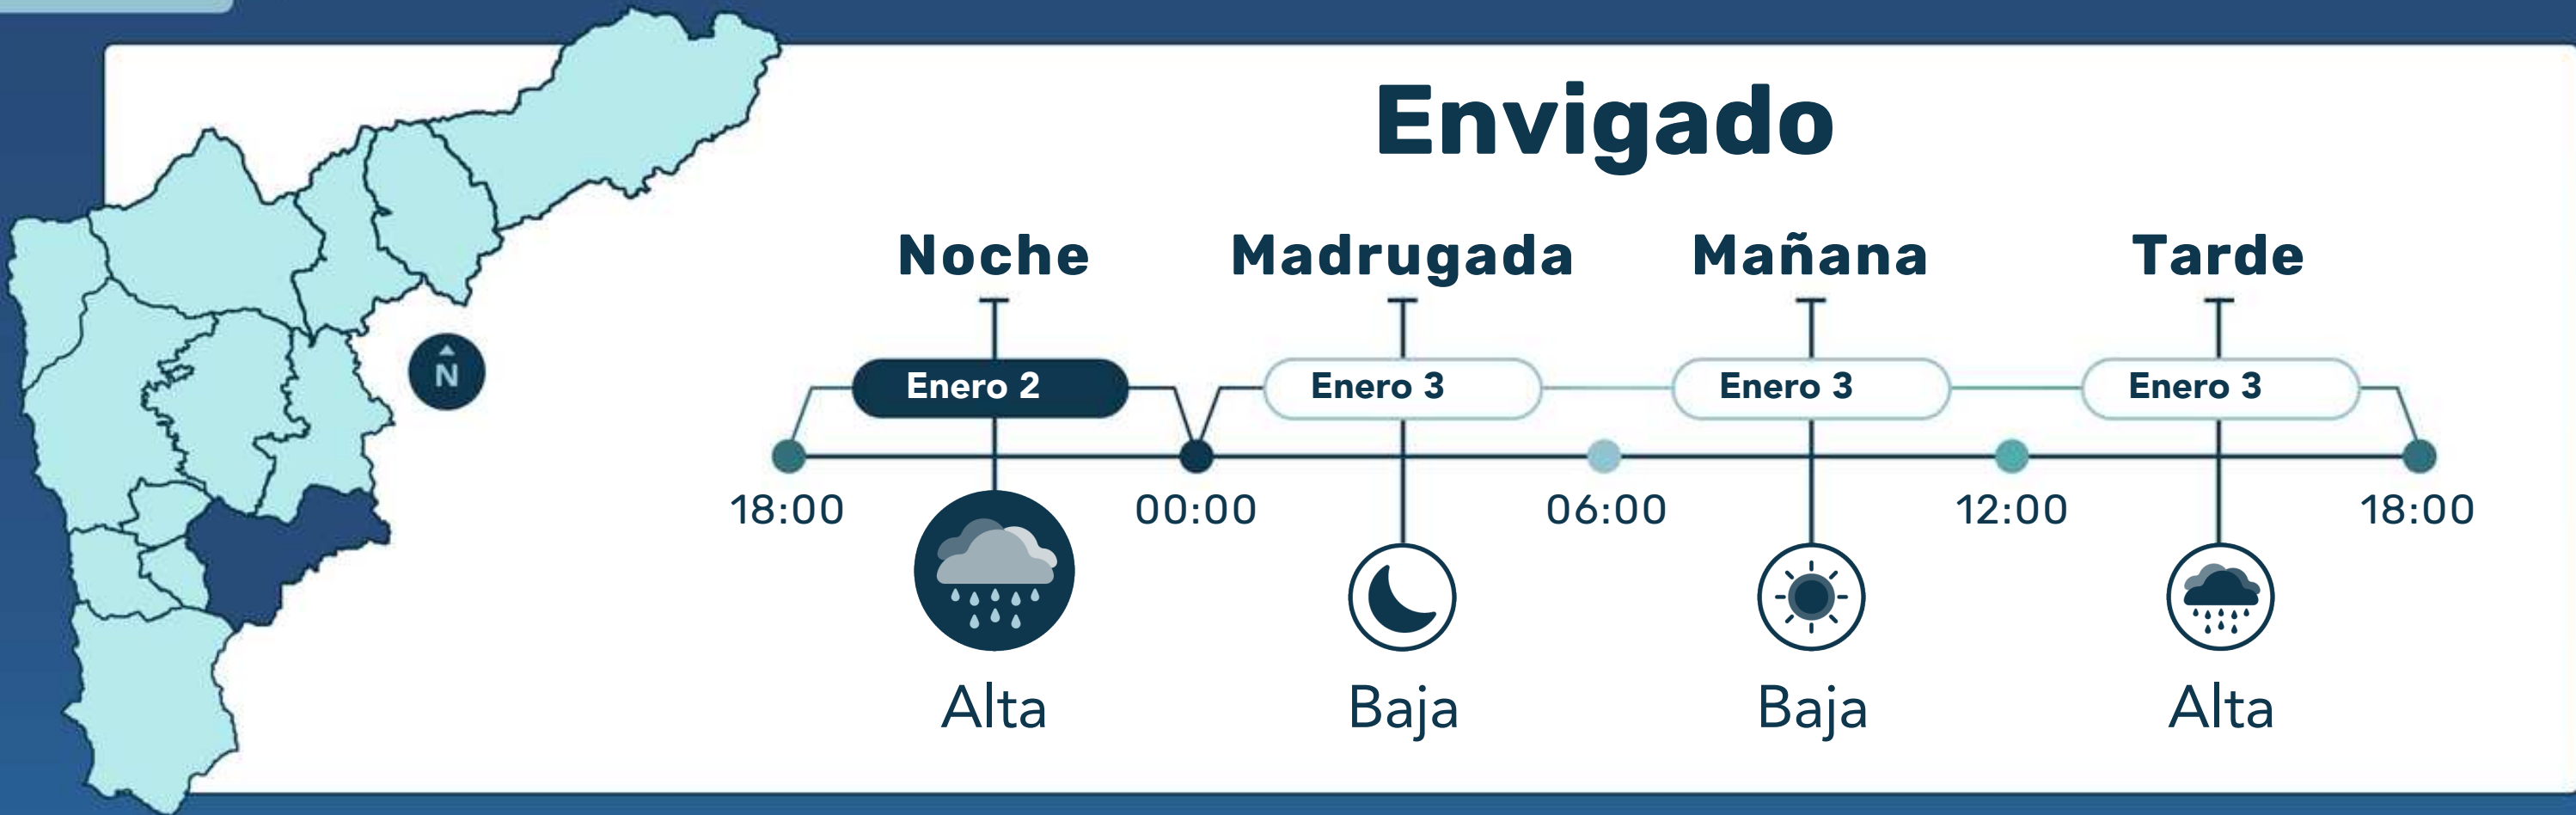 Envigado
Noche Madrugada Mañana Tarde
Enero 2 Enero 3 Enero 3 Enero 3
N
18:00 00:00 06:00 12:00 18:00
Alta Baja Baja Alta